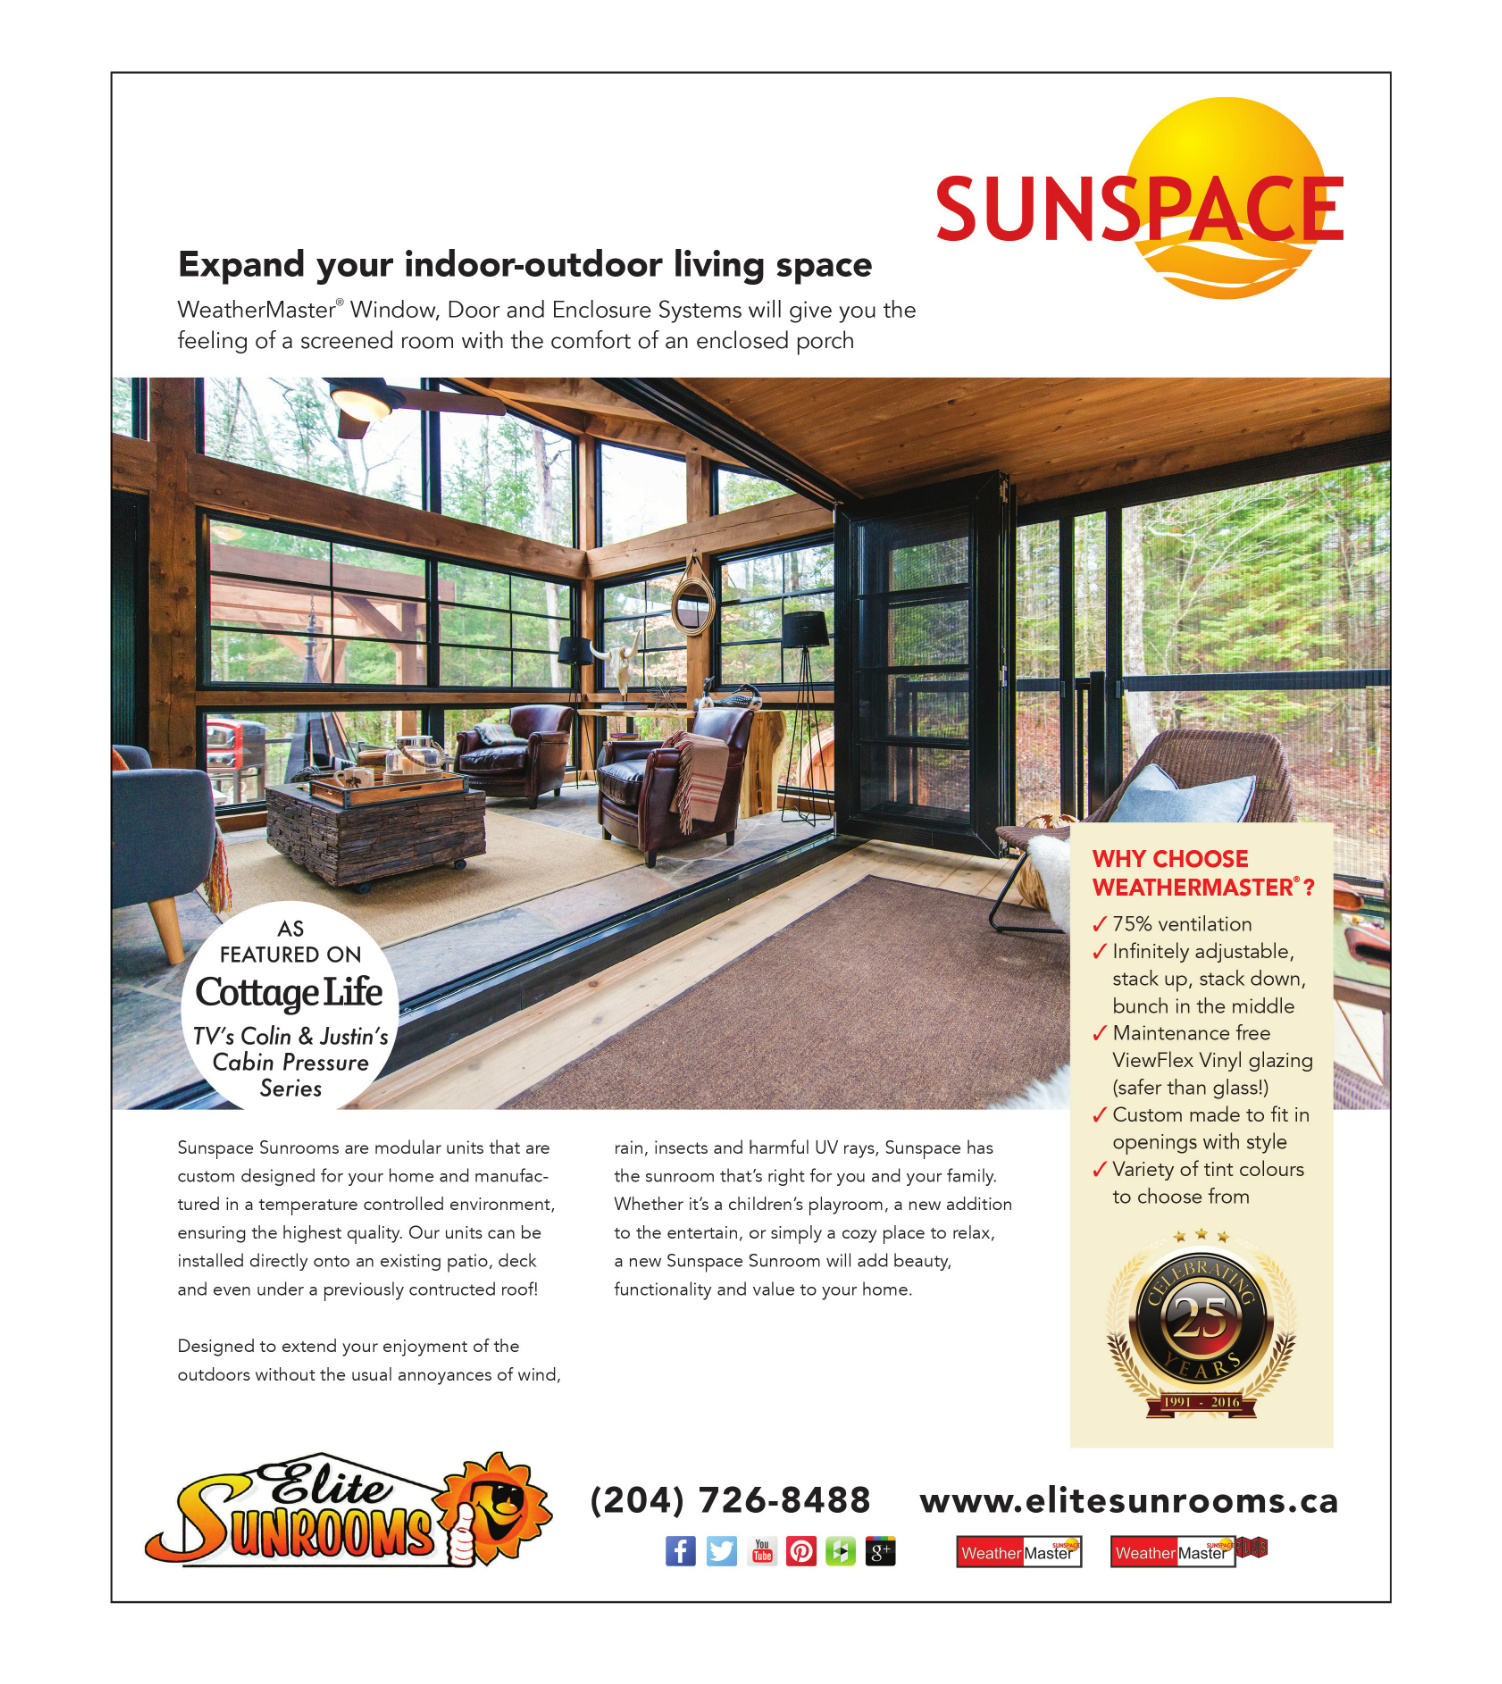 SUNSPACE
Expand your indoor-outdoor living space
WeatherMaster® Window, Door and Enclosure Systems will give you the
feeling of a screened room with the comfort of an enclosed porch
AS
FEATURED ON
Cottage Life
TV's Colin & Justin's
Cabin Pressure
Series
WHY CHOOSE
WEATHERMASTER®?
✓ 75% ventilation
✓ Infinitely adjustable,
stack up, stack down,
bunch in the middle
✓ Maintenance free
ViewFlex Vinyl glazing
(safer than glass!)
✓ Custom made to fit in
openings with style
✓ Variety of tint colours
to choose from
CELEBRATING
25
YEARS
1991 - 2016
Sunspace Sunrooms are modular units that are
custom designed for your home and manufac-
tured in a temperature controlled environment,
ensuring the highest quality. Our units can be
installed directly onto an existing patio, deck
and even under a previously contructed roof!
Designed to extend your enjoyment of the
outdoors without the usual annoyances of wind,
rain, insects and harmful UV rays, Sunspace has
the sunroom that's right for you and your family.
Whether it's a children's playroom, a new addition
to the entertain, or simply a cozy place to relax,
a new Sunspace Sunroom will add beauty,
functionality and value to your home.
Elite
SUNROOMS
(204) 726-8488
www.elitesunrooms.ca
f
You
Tube
g+
WeatherMaster
SUNSPACE
WeatherMaster
SUNSPACE